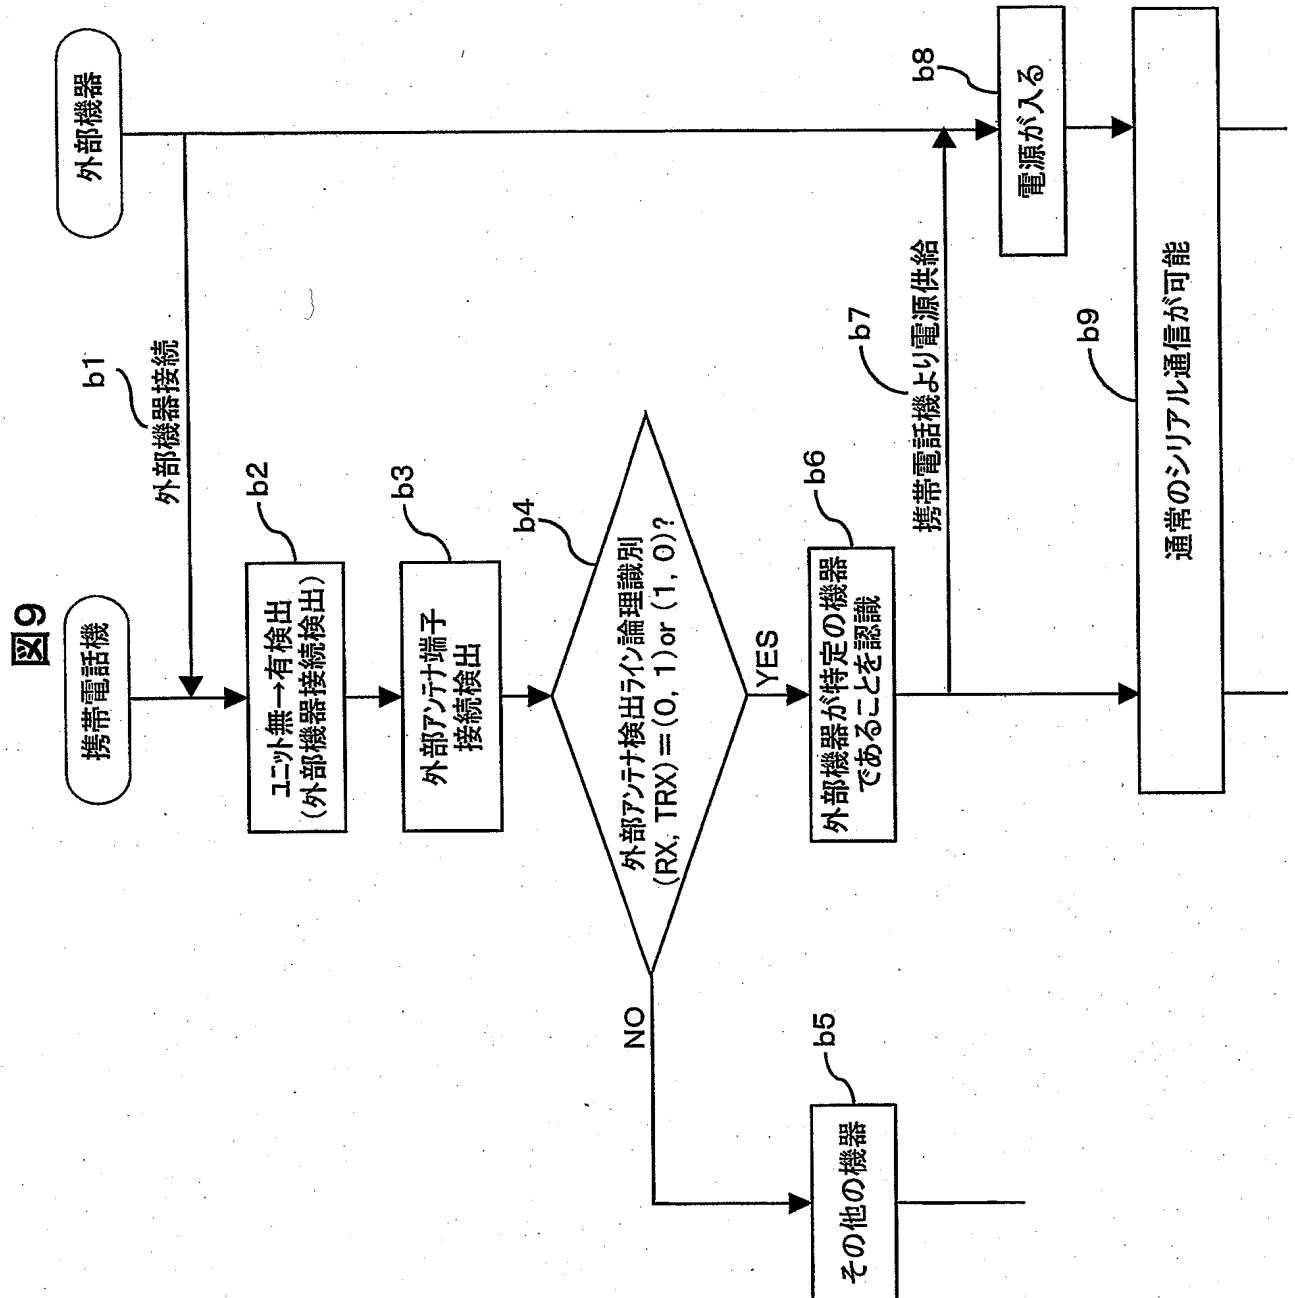 図9
携帯電話機
外部機器
b1
外部機器接続
b2
ユニット無→有検出
(外部機器接続検出)
b3
外部アンテナ端子
接続検出
b4
外部アンテナ検出ライン論理識別
(RX, TRX)=(0, 1)or(1, 0)?
NO
YES
b5
その他の機器
b6
外部機器が特定の機器
であることを認識
b7
携帯電話機より電源供給
b8
電源が入る
b9
通常のシリアル通信が可能